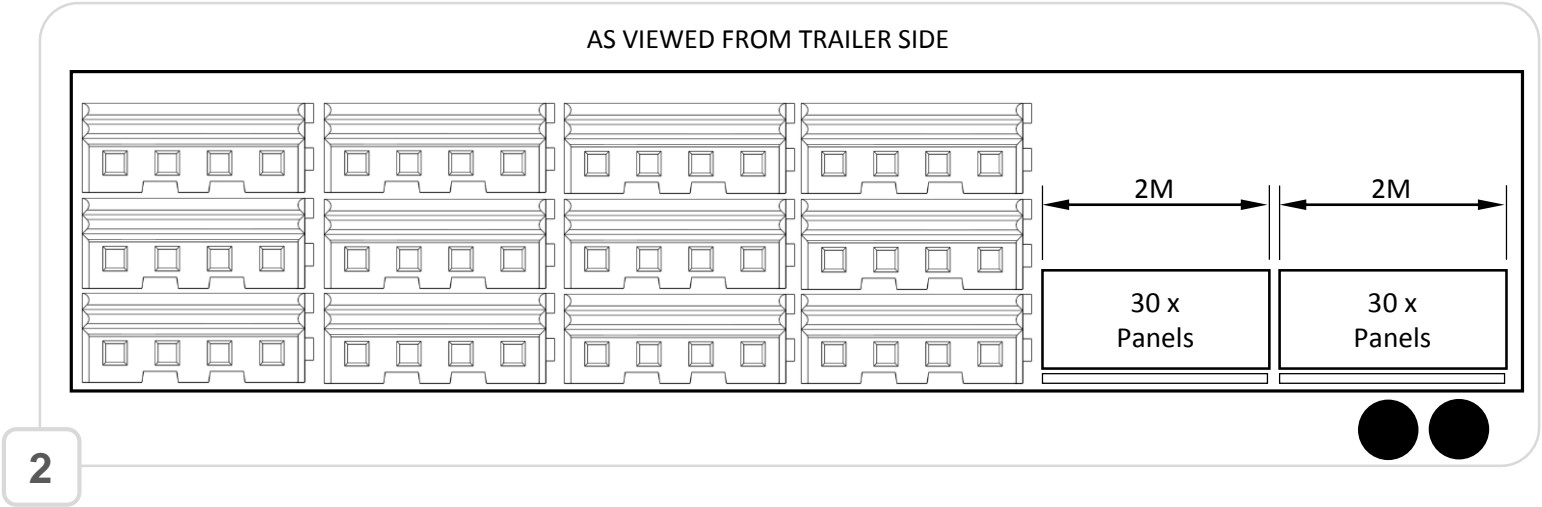 AS VIEWED FROM TRAILER SIDE
2M
2M
30 x
Panels
30 x
Panels
2